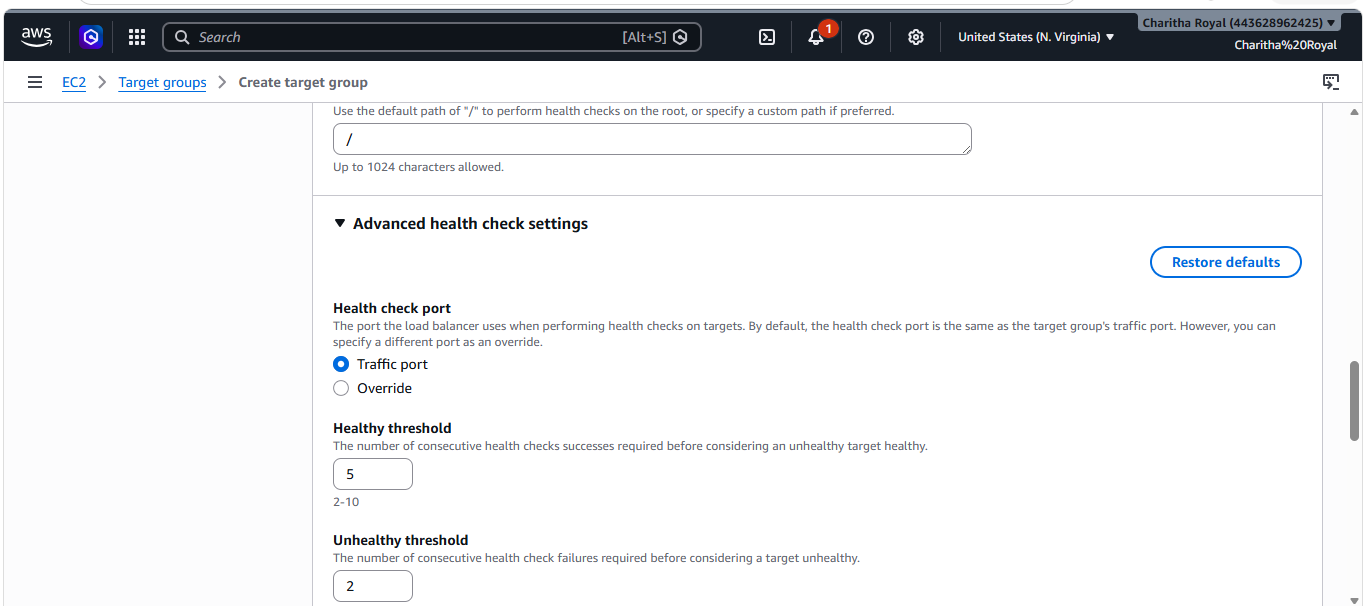 aws
Search
[Alt+S]
1
United States (N. Virginia)
Charitha Royal (443628962425)
Charitha%20Royal
EC2
Target groups
Create target group
Use the default path of "/" to perform health checks on the root, or specify a custom path if preferred.
/
Up to 1024 characters allowed.
Advanced health check settings
Restore defaults
Health check port
The port the load balancer uses when performing health checks on targets. By default, the health check port is the same as the target group's traffic port. However, you can
specify a different port as an override.
Traffic port
Override
Healthy threshold
The number of consecutive health checks successes required before considering an unhealthy target healthy.
5
2-10
Unhealthy threshold
The number of consecutive health check failures required before considering a target unhealthy.
2